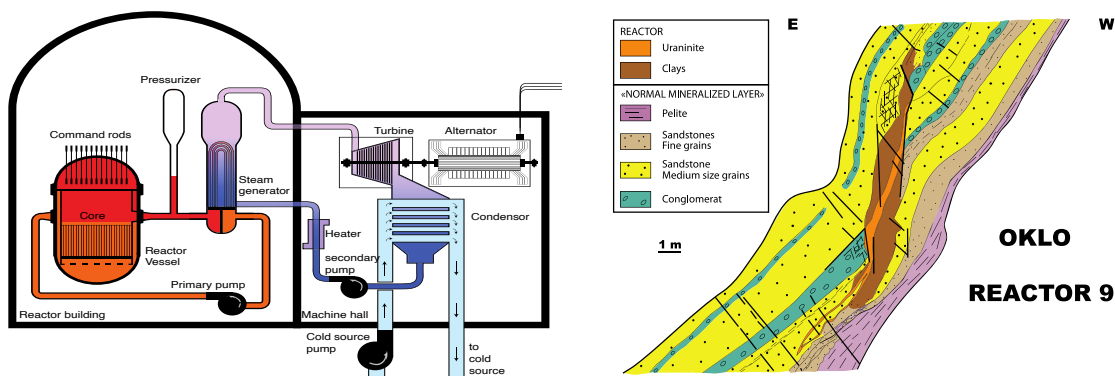 Pressurizer
Command rods
Turbine
Alternator
Steam
generator
Core
Condensor
Heater
Reactor
Vessel
secondary
pump
Primary pump
Reactor building
Machine hall
Cold source
pump
to
cold
source
REACTOR
Uraninite
Clays
«NORMAL MINERALIZED LAYER»
Pelite
Sandstones
Fine grains
Sandstone
Medium size grains
Conglomerat
1 m
E
W
OKLO
REACTOR 9